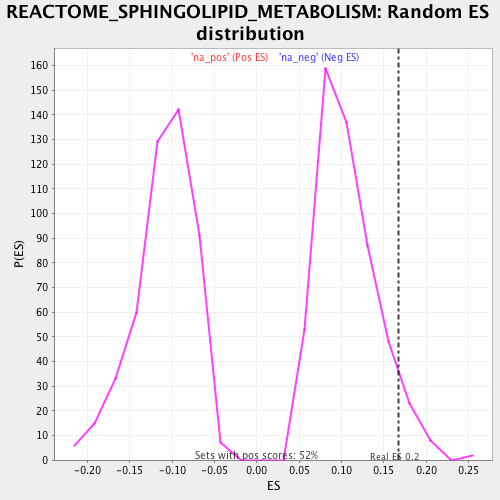 REACTOME_SPHINGOLIPID_METABOLISM: Random ES
distribution
'na_pos' (Pos ES) 'na_neg' (Neg ES)
160
150
140
130
120
110
100
90
80
70
60
50
40
30
20
10
0
P(ES)
Sets with pos scores: 52%
Real ES 0.2
-0.20 -0.15 -0.10 -0.05 0.00 0.05 0.10 0.15 0.20 0.25
ES